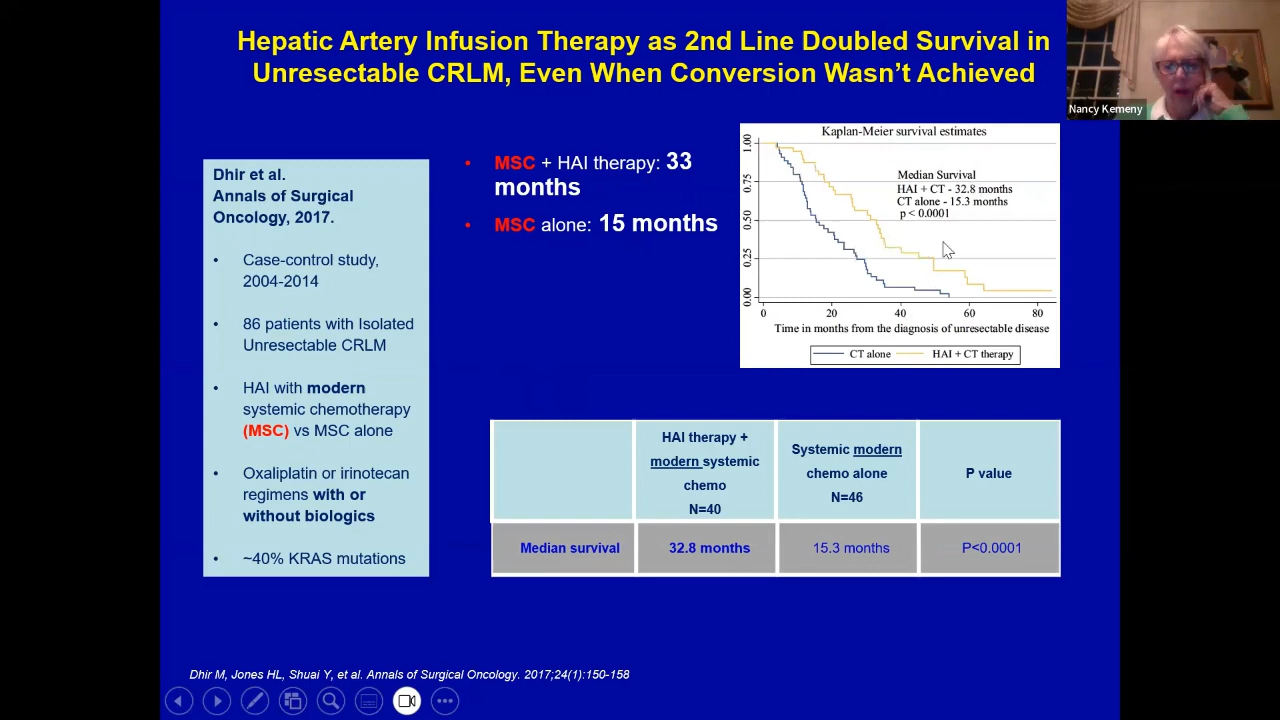 Hepatic Artery Infusion Therapy as 2nd Line Doubled Survival in
Unresectable CRLM, Even When Conversion Wasn’t Achieved
Nancy Kemeny
Dhir et al.
Annals of Surgical
Oncology, 2017.
• Case-control study,
2004-2014
• 86 patients with Isolated
Unresectable CRLM
• HAI with modern
systemic chemotherapy
(MSC) vs MSC alone
• Oxaliplatin or irinotecan
regimens with or
without biologics
• ~40% KRAS mutations
• MSC + HAI therapy: 33
months
• MSC alone: 15 months
Kaplan-Meier survival estimates
1.00
0.75
0.50
0.25
0.00
Median Survival
HAI + CT - 32.8 months
CT alone - 15.3 months
p < 0.0001
0 20 40 60 80
Time in months from the diagnosis of unresectable disease
CT alone HAI + CT therapy
HAI therapy +
modern systemic
chemo
N=40
Systemic modern
chemo alone
N=46
P value
Median survival 32.8 months 15.3 months P<0.0001
Dhir M, Jones HL, Shuai Y, et al. Annals of Surgical Oncology. 2017;24(1):150-158